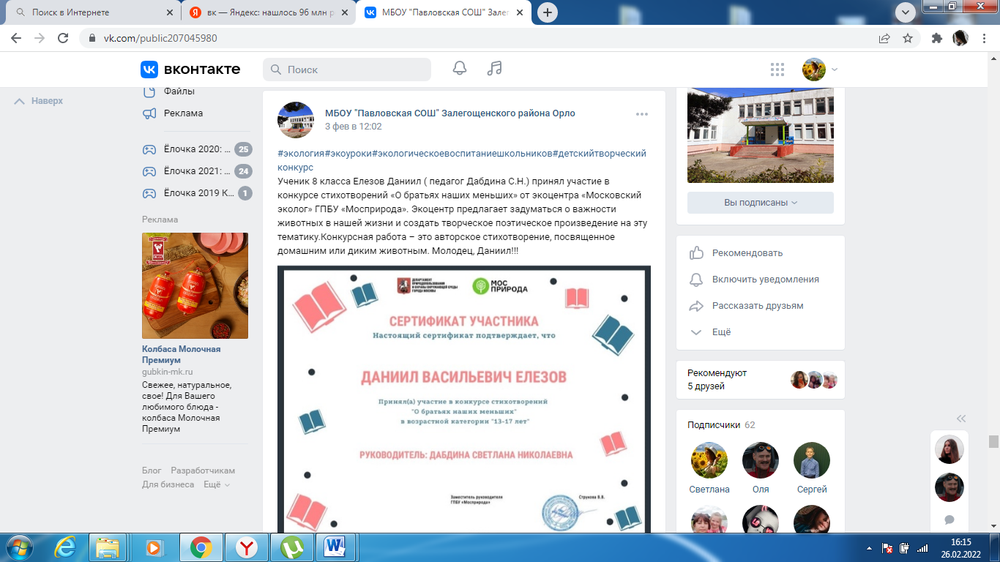 Поиск в Интернете
вк — Яндекс: нашлось 96 млн р
МБОУ "Павловская СОШ" Залег
vk.com/public207045980
вконтакте
Поиск
Наверх
Файлы
Реклама
Ёлочка 2020: ... 25
Ёлочка 2021: ... 24
Ёлочка 2019 К... 1
Реклама
Колбаса Молочная
Премиум
gubkin-mk.ru
Свежее, натуральное,
свое! Для Вашего
любимого блюда -
колбаса Молочная
Премиум
Блог Разработчикам
Для бизнеса Ещё
МБОУ "Павловская СОШ" Залегощенского района Орло
3 фев в 12:02
#экология#экоуроки#экологическоевоспитаниешкольников#детскийтворческий
конкурс
Ученик 8 класса Елезов Даниил ( педагог Дабдина С.Н.) принял участие в
конкурсе стихотворений «О братьях наших меньших» от экоцентра «Московский
эколог» ГПБУ «Мосприрода». Экоцентр предлагает задуматься о важности
животных в нашей жизни и создать творческое поэтическое произведение на эту
тематику.Конкурсная работа – это авторское стихотворение, посвященное
домашним или диким животным. Молодец, Даниил!!!
ДЕПАРТАМЕНТ
ПРИРОДОПОЛЬЗОВАНИЯ
И ОХРАНЫ ОКРУЖАЮЩЕЙ СРЕДЫ
ГОРОДА МОСКВЫ
МОС
ПРИРОДА
СЕРТИФИКАТ УЧАСТНИКА
Настоящий сертификат подтверждает, что
ДАНИИЛ ВАСИЛЬЕВИЧ ЕЛЕЗОВ
Принял(а) участие в конкурсе стихотворений
"О братьях наших меньших"
в возрастной категории "13-17 лет"
РУКОВОДИТЕЛЬ: ДАБДИНА СВЕТЛАНА НИКОЛАЕВНА
Заместитель руководителя
ГПБУ «Мосприрода»
Струкова В.В.
Вы подписаны
Рекомендовать
Включить уведомления
Рассказать друзьям
Ещё
Рекомендуют
5 друзей
Подписчики 62
Светлана Оля Сергей
16:15
26.02.2022